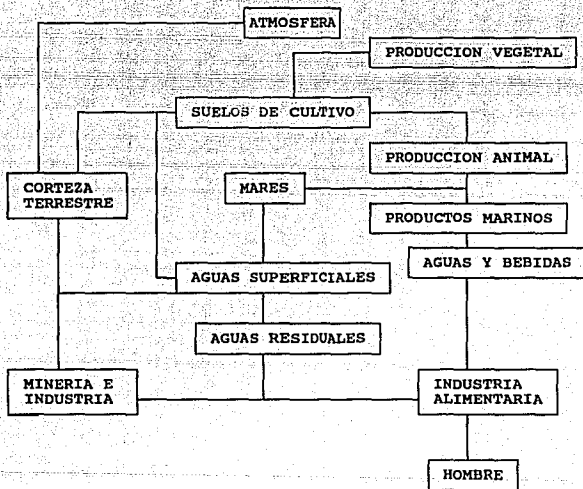 ATMOSFERA
PRODUCCION VEGETAL
SUELOS DE CULTIVO
PRODUCCION ANIMAL
CORTEZA
TERRESTRE
MARES
PRODUCTOS MARINOS
AGUAS Y BEBIDAS
AGUAS SUPERFICIALES
AGUAS RESIDUALES
MINERIA E
INDUSTRIA
INDUSTRIA
ALIMENTARIA
HOMBRE